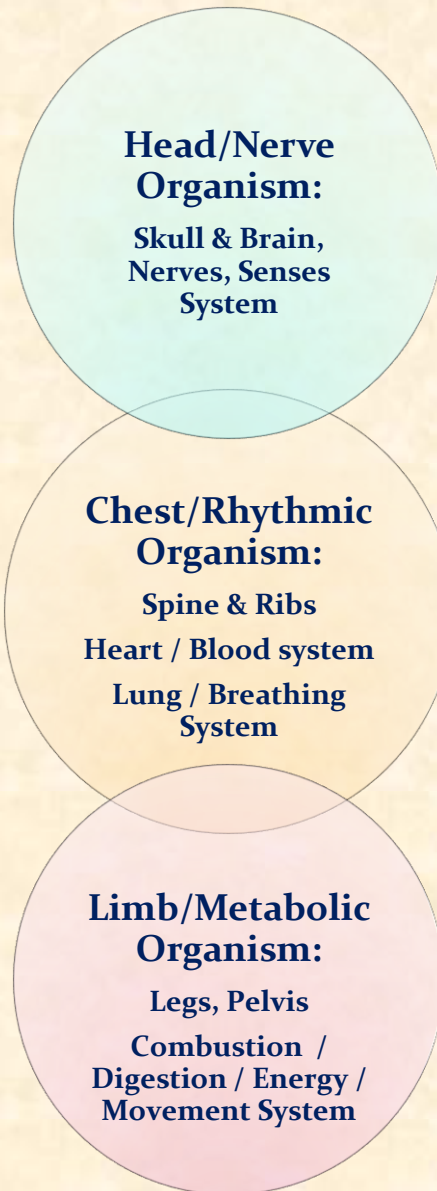 Head/Nerve
Organism:
Skull & Brain,
Nerves, Senses
System
Chest/Rhythmic
Organism:
Spine & Ribs
Heart / Blood system
Lung / Breathing
System
Limb/Metabolic
Organism:
Legs, Pelvis
Combustion /
Digestion / Energy /
Movement System